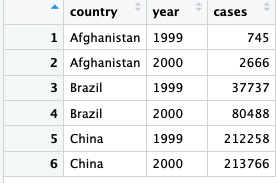 country year cases
1 Afghanistan 1999 745
2 Afghanistan 2000 2666
3 Brazil 1999 37737
4 Brazil 2000 80488
5 China 1999 212258
6 China 2000 213766